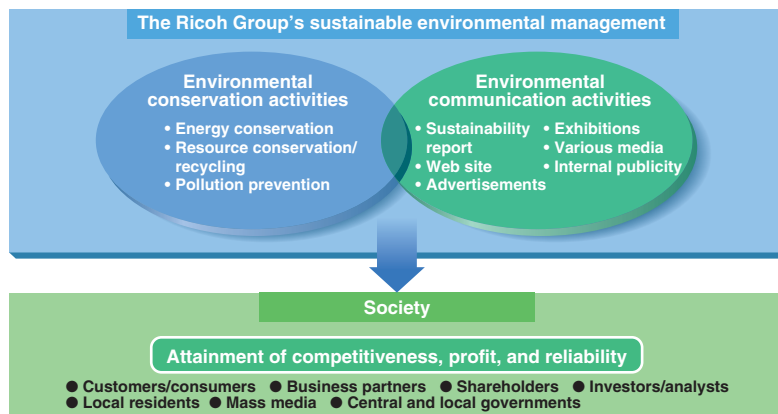 The Ricoh Group's sustainable environmental management
Environmental
conservation activities
• Energy conservation
• Resource conservation/
recycling
• Pollution prevention
Environmental
communication activities
• Sustainability
report
• Web site
• Advertisements
• Exhibitions
• Various media
• Internal publicity
Society
Attainment of competitiveness, profit, and reliability
● Customers/consumers ● Business partners ● Shareholders ● Investors/analysts
● Local residents ● Mass media ● Central and local governments